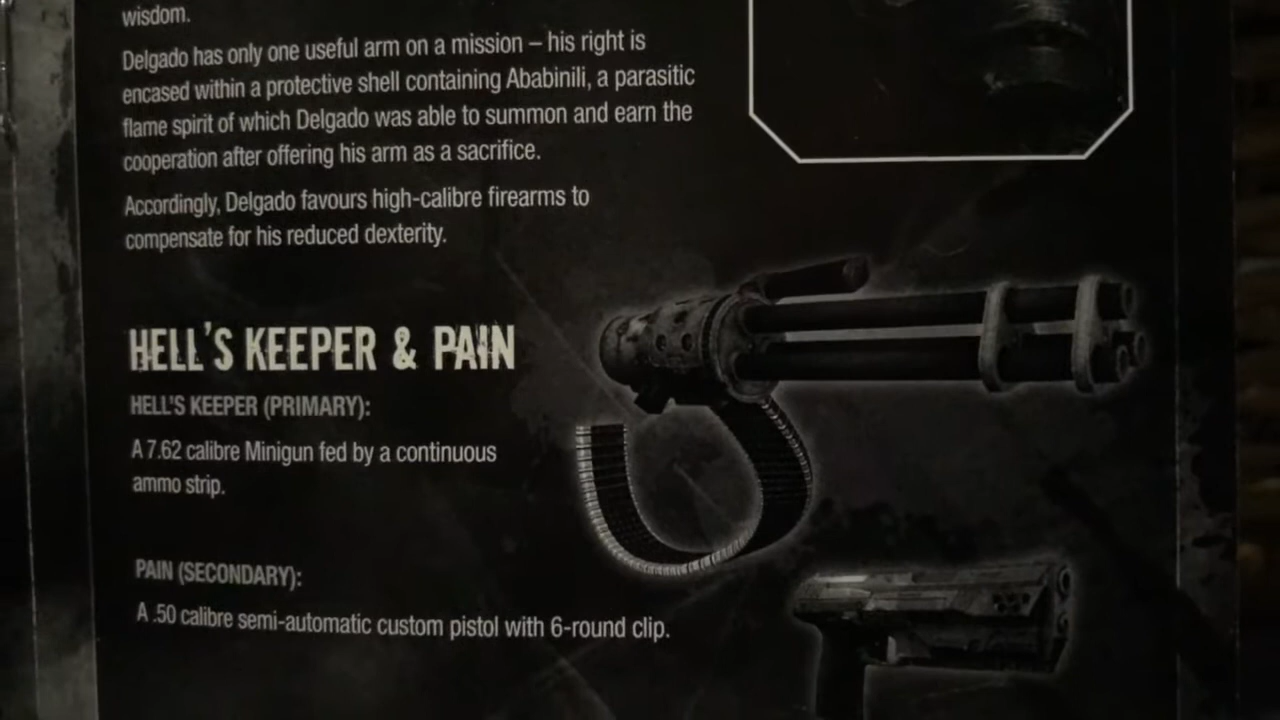 wisdom.
Delgado has only one useful arm on a mission – his right is
encased within a protective shell containing Ababinili, a parasitic
flame spirit of which Delgado was able to summon and earn the
cooperation after offering his arm as a sacrifice.
Accordingly, Delgado favours high-calibre firearms to
compensate for his reduced dexterity.
HELL'S KEEPER & PAIN
HELL'S KEEPER (PRIMARY):
A 7.62 calibre Minigun fed by a continuous
ammo strip.
PAIN (SECONDARY):
A .50 calibre semi-automatic custom pistol with 6-round clip.